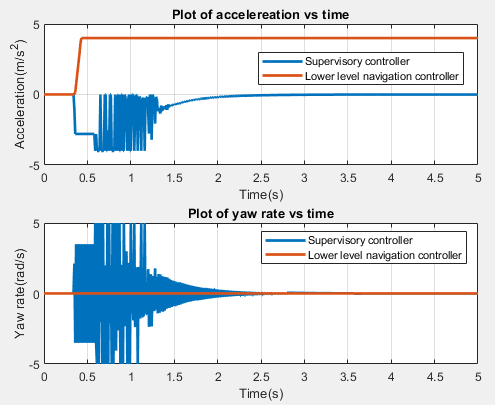 Plot of accelereation vs time
Acceleration(m/s²)
5
0
-5
Supervisory controller
Lower level navigation controller
0 0.5 1 1.5 2 2.5 3 3.5 4 4.5 5
Time(s)
Plot of yaw rate vs time
Yaw rate(rad/s)
5
0
-5
Supervisory controller
Lower level navigation controller
0 0.5 1 1.5 2 2.5 3 3.5 4 4.5 5
Time(s)